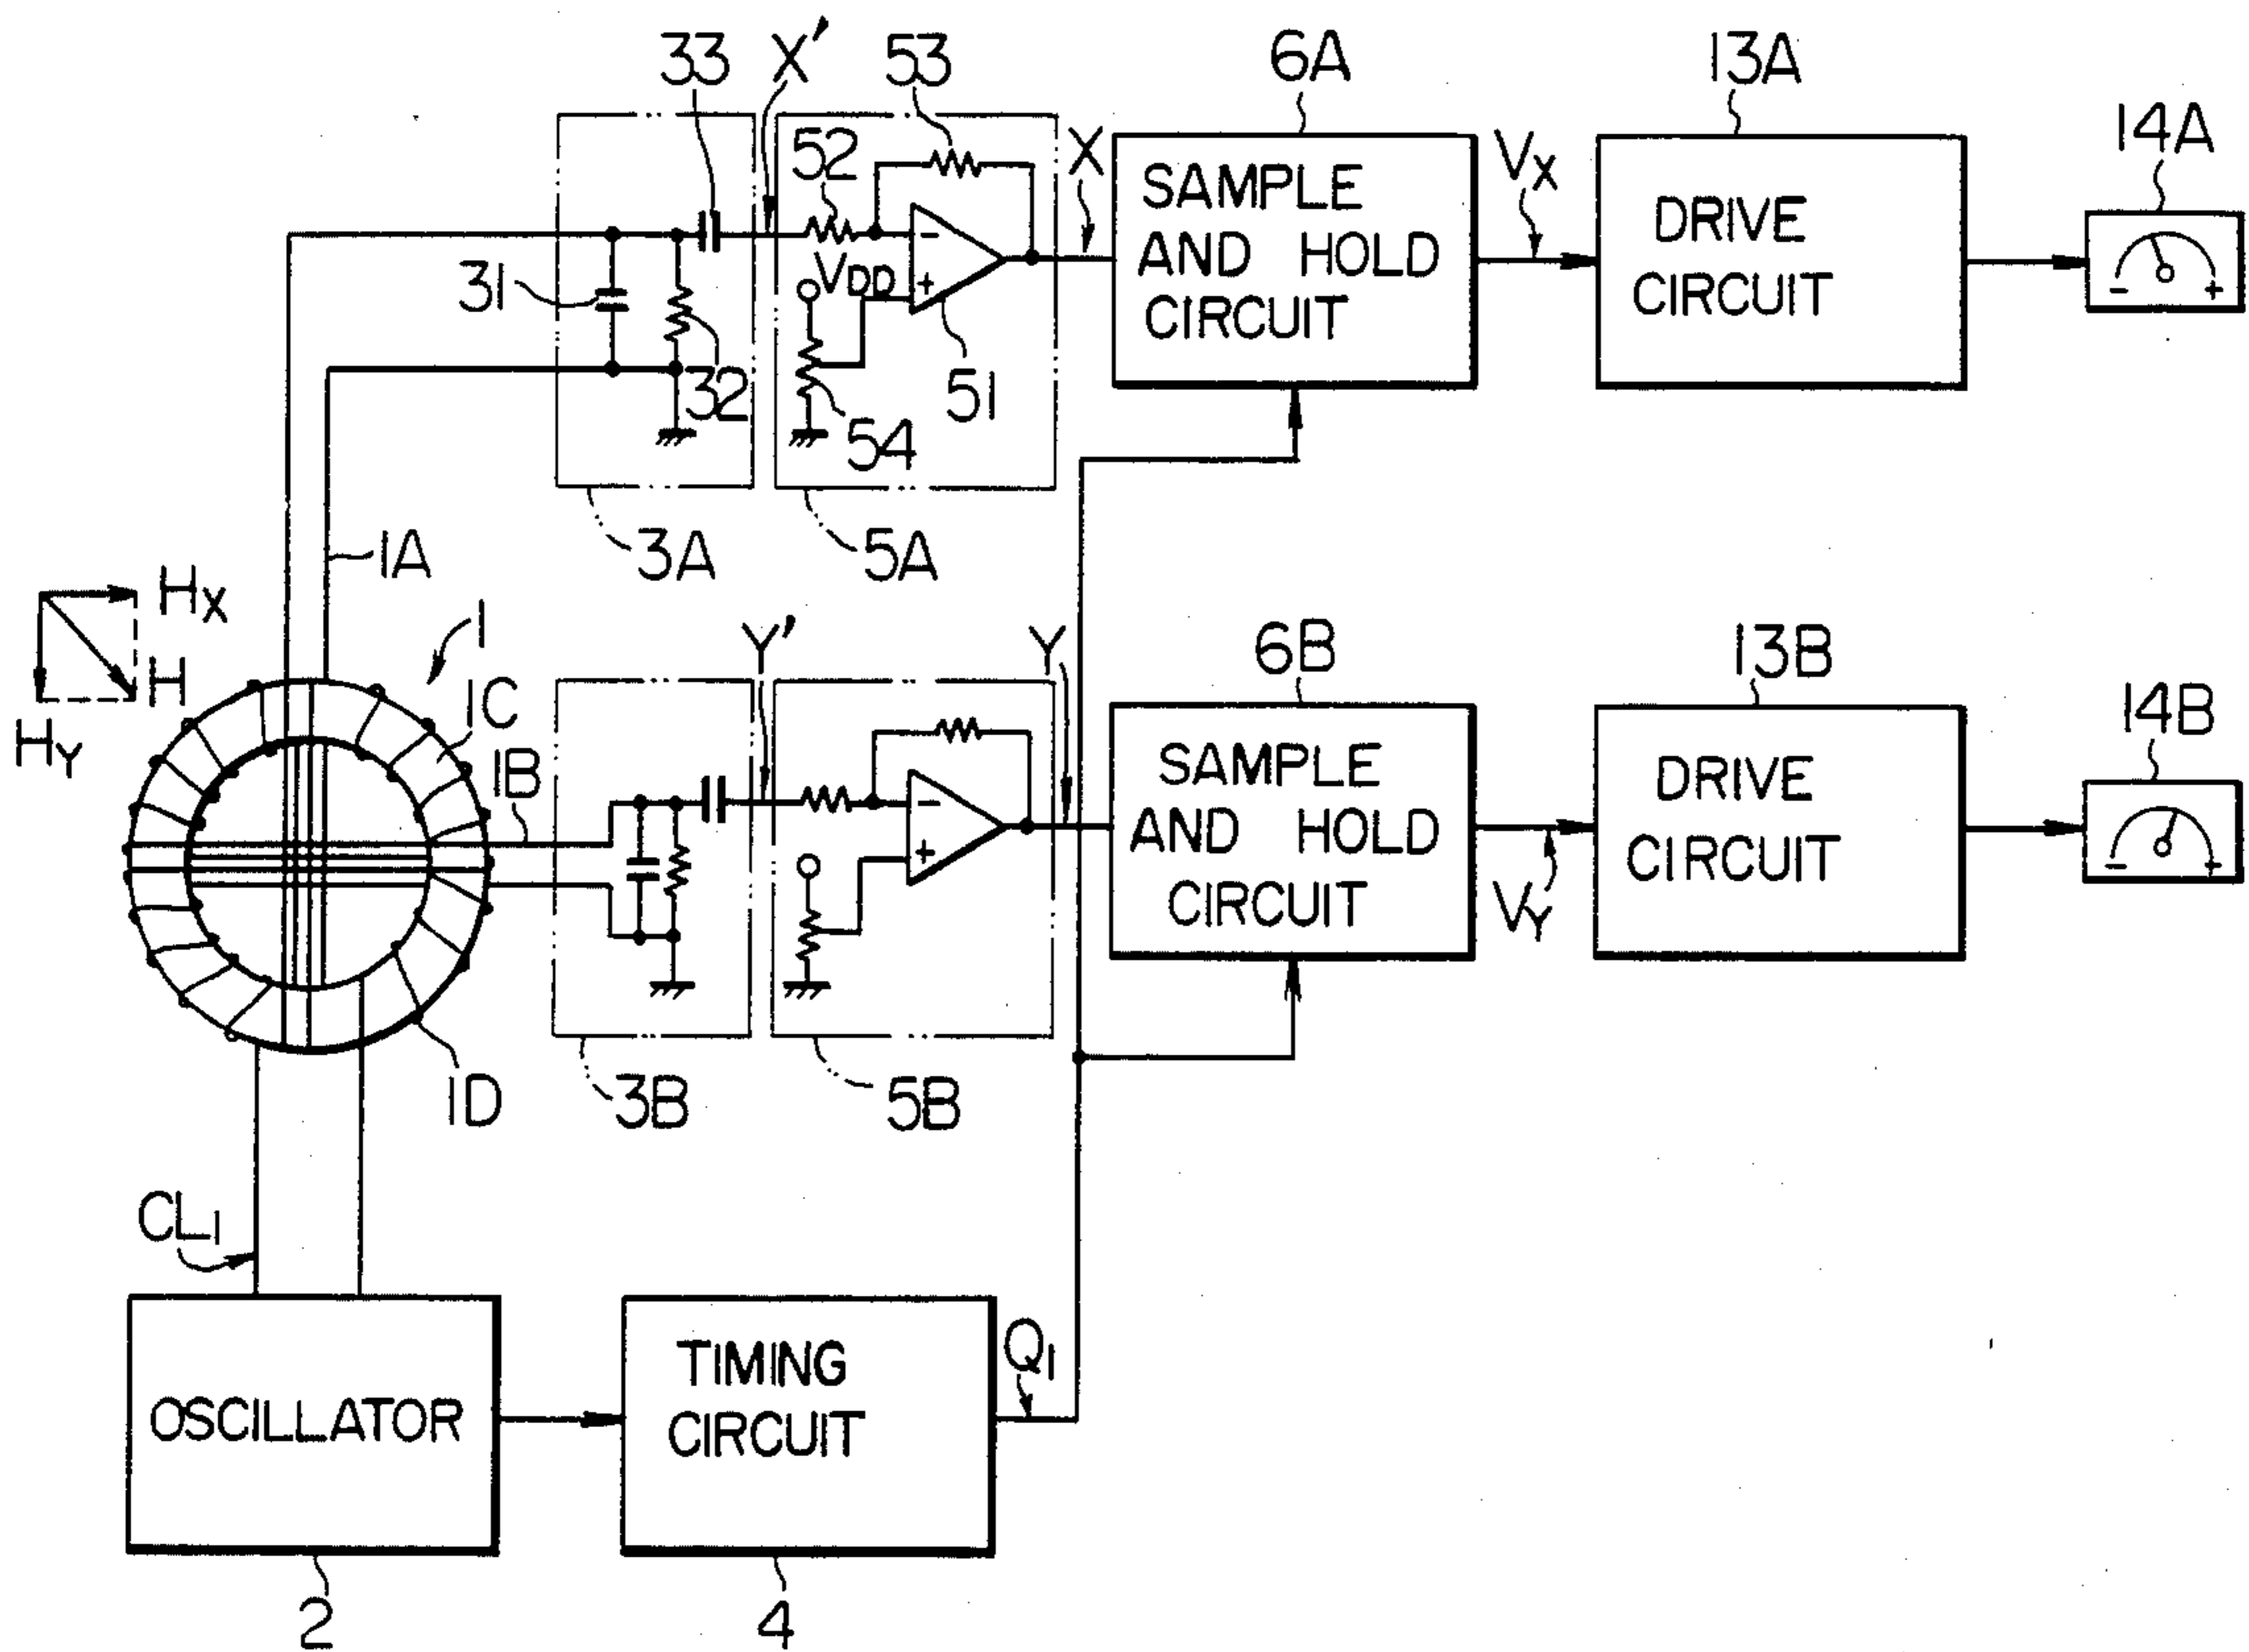 33
X'
53
6A
13A
14A
52
X
SAMPLE
AND HOLD
CIRCUIT
VX
DRIVE
CIRCUIT
31
VDD
-
+
-
+
32
54
51
3A
5A
1A
HX
H
HY
1
1C
1B
Y'
Y
6B
13B
14B
-
+
SAMPLE
AND HOLD
CIRCUIT
VY
DRIVE
CIRCUIT
-
+
1D
3B
5B
CL1
OSCILLATOR
TIMING
CIRCUIT
Q1
2
4